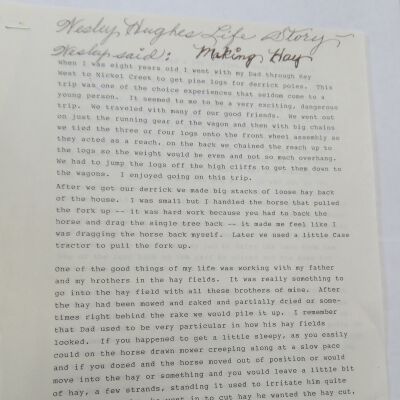 Wesley Hughes Life Story
Wesley said: Making Hay
When I was eight years old I went with my Dad through Key
West to Nickel Creek to get pine logs for derrick poles. This
trip was one of the choice experiences that seldom come to a
young person. It seemed to me to be a very exciting, dangerous
trip. We traveled with many of our good friends. We went out
on just the running gear of the wagon and then with big chains
we tied the three or four logs onto the front wheel assembly so
they acted as a reach, on the back we chained the reach up to
the logs so the weight would be even and not so much overhang.
We had to jump the logs off the high cliffs to get them down to
the wagons. I enjoyed going on this trip.
After we got our derrick we made big stacks of loose hay back
of the house. I was small but I handled the horse that pulled
the fork up -- it was hard work because you had to back the
horse and drag the single tree back -- it made me feel like I
was dragging the horse back myself. Later we used a little Case
tractor to pull the fork up.
One of the good things of my life was working with my father
and my brothers in the hay fields. It was really something to
go into the hay field with all these brothers of mine. After
the hay had been mowed and raked and partially dried or some-
times right behind the rake we would pile it up. I remember
that Dad used to be very particular in how his hay fields
looked. If you happened to get a little sleepy, as you easily
could on the horse drawn mower creeping along at a slow pace
and if you dozed and the horse moved out of position or would
move into the hay or something and you would leave a little bit
of hay, a few strands, standing it used to irritate him quite
went in to cut hay he wanted the hay cut,